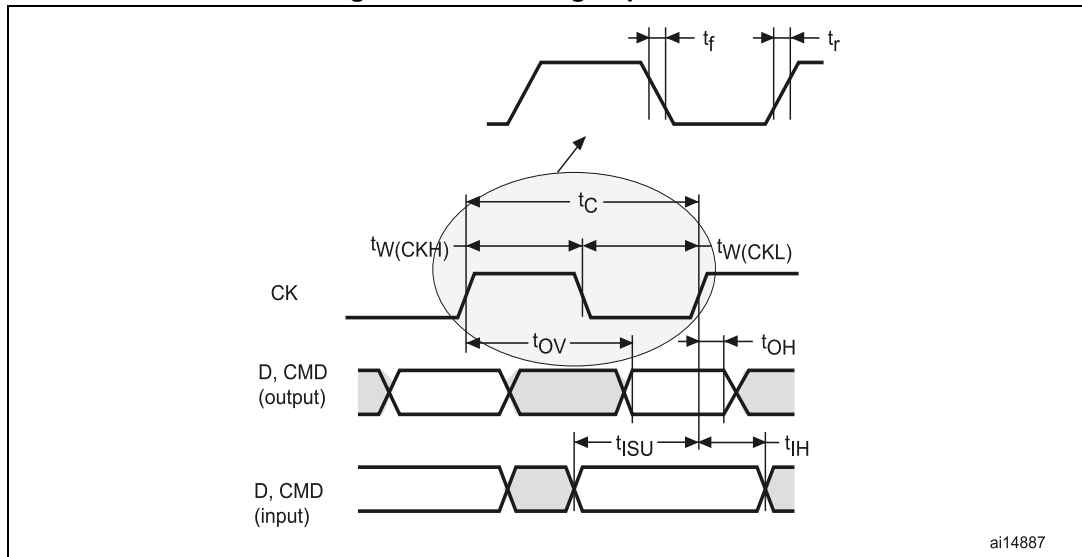 tf
tr
tC
tW(CKH)
tW(CKL)
CK
tOV
tOH
D, CMD
(output)
tISU
tIH
D, CMD
(input)
ai14887